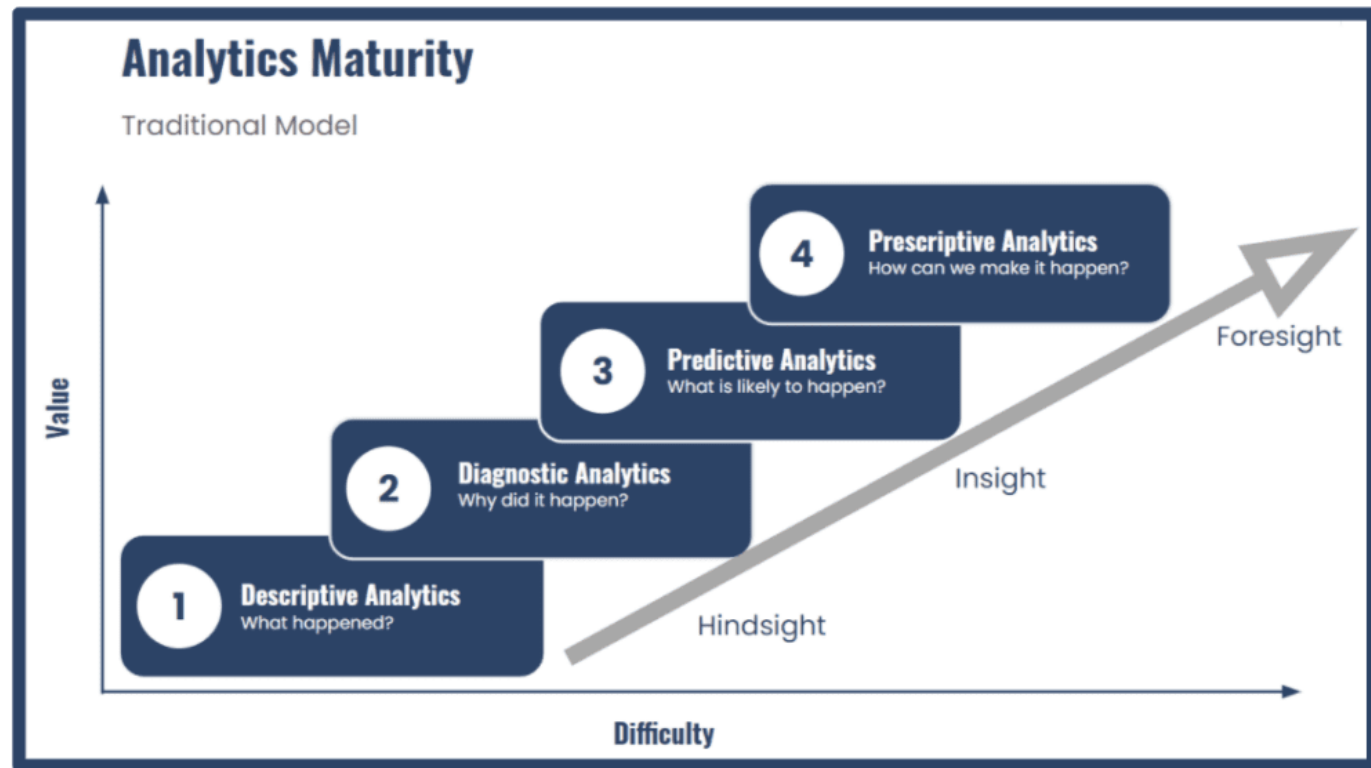 Analytics Maturity
Traditional Model
4
Prescriptive Analytics
How can we make it happen?
Foresight
3
Predictive Analytics
What is likely to happen?
Value
Insight
2
Diagnostic Analytics
Why did it happen?
1
Descriptive Analytics
What happened?
Hindsight
Difficulty